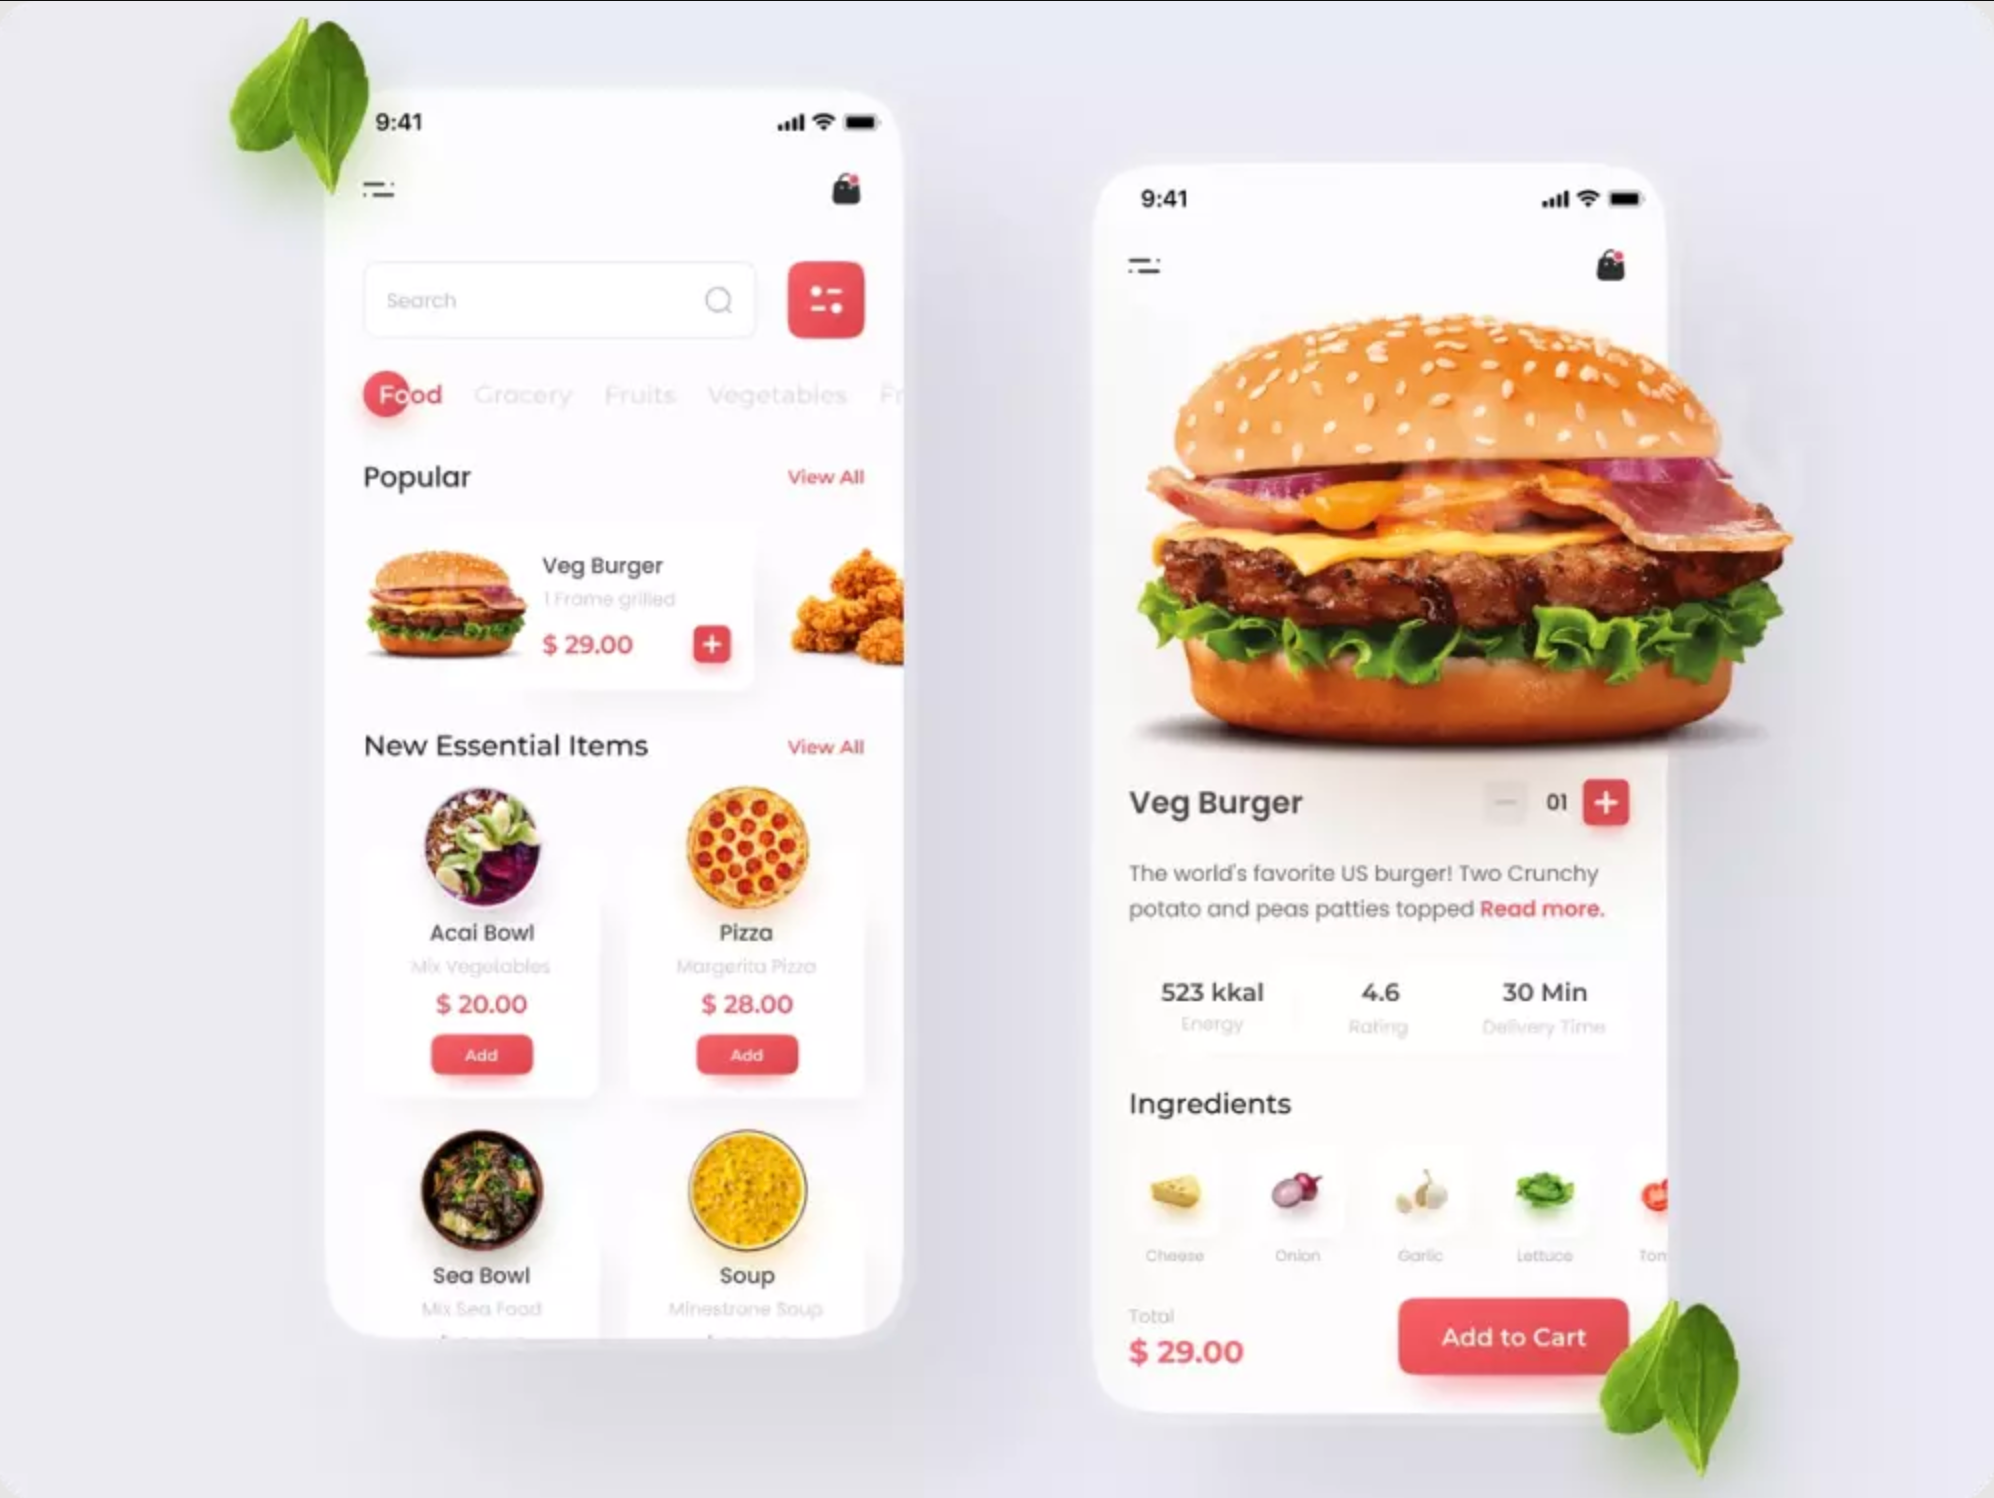 9:41
Search
Food Grocery Fruits Vegetables Fr
Popular View All
Veg Burger
1 Frame grilled
$ 29.00
New Essential Items View All
Acai Bowl
Mix Vegetables
$ 20.00
Add
Pizza
Margerita Pizza
$ 28.00
Add
Sea Bowl
Mix Sea Food
Soup
Minestrone Soup
9:41
Veg Burger 01
The world's favorite US burger! Two Crunchy
potato and peas patties topped Read more.
523 kkal 4.6 30 Min
Energy Rating Delivery Time
Ingredients
Cheese Onion Garlic Lettuce Tom
Total
$ 29.00
Add to Cart